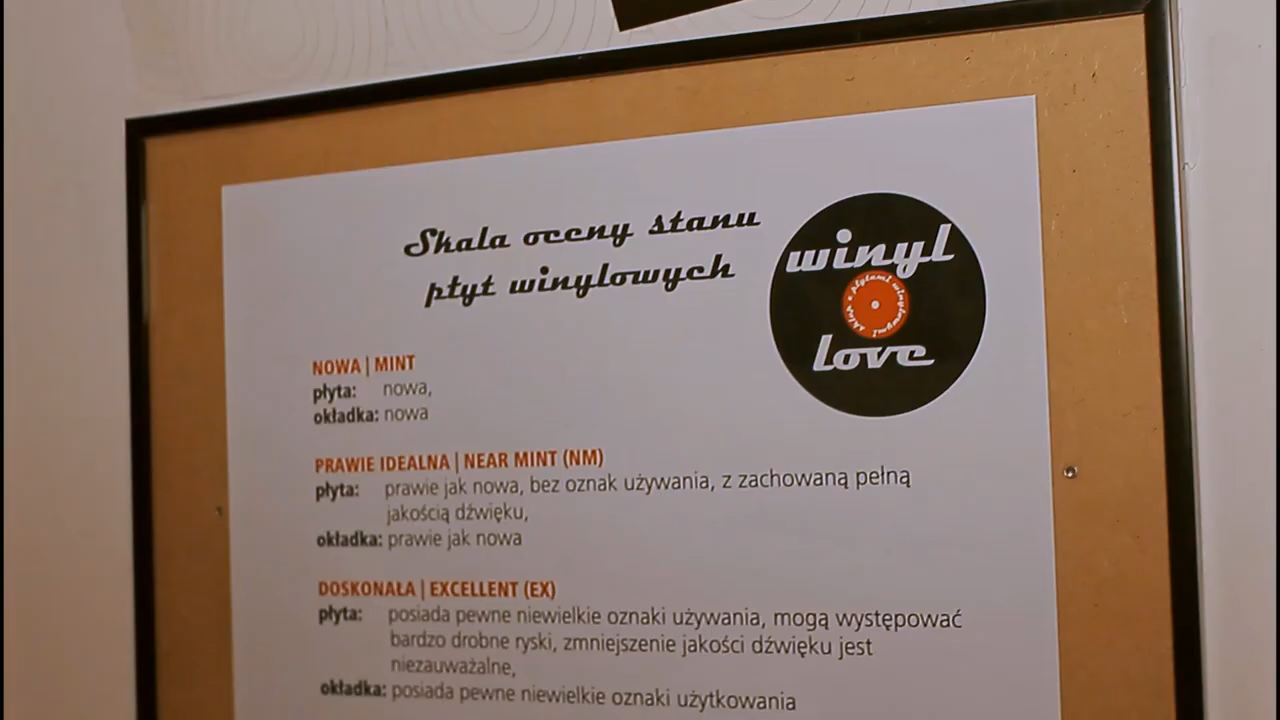 Skala oceny stanu
płyt winylowych
winyl
sklep z płytami winylowymi
love
NOWA | MINT
płyta: nowa,
okładka: nowa
PRAWIE IDEALNA | NEAR MINT (NM)
płyta: prawie jak nowa, bez oznak używania, z zachowaną pełną
jakością dźwięku,
okładka: prawie jak nowa
DOSKONAŁA | EXCELLENT (EX)
płyta: posiada pewne niewielkie oznaki używania, mogą występować
bardzo drobne ryski, zmniejszenie jakości dźwięku jest
niezauważalne,
okładka: posiada pewne niewielkie oznaki użytkowania